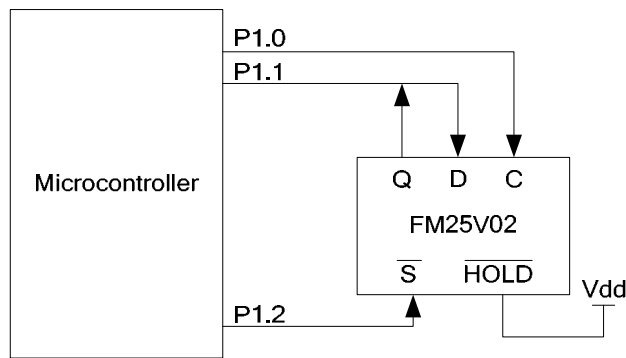 P1.0
P1.1
Microcontroller
Q D C
FM25V02
S HOLD
Vdd
P1.2